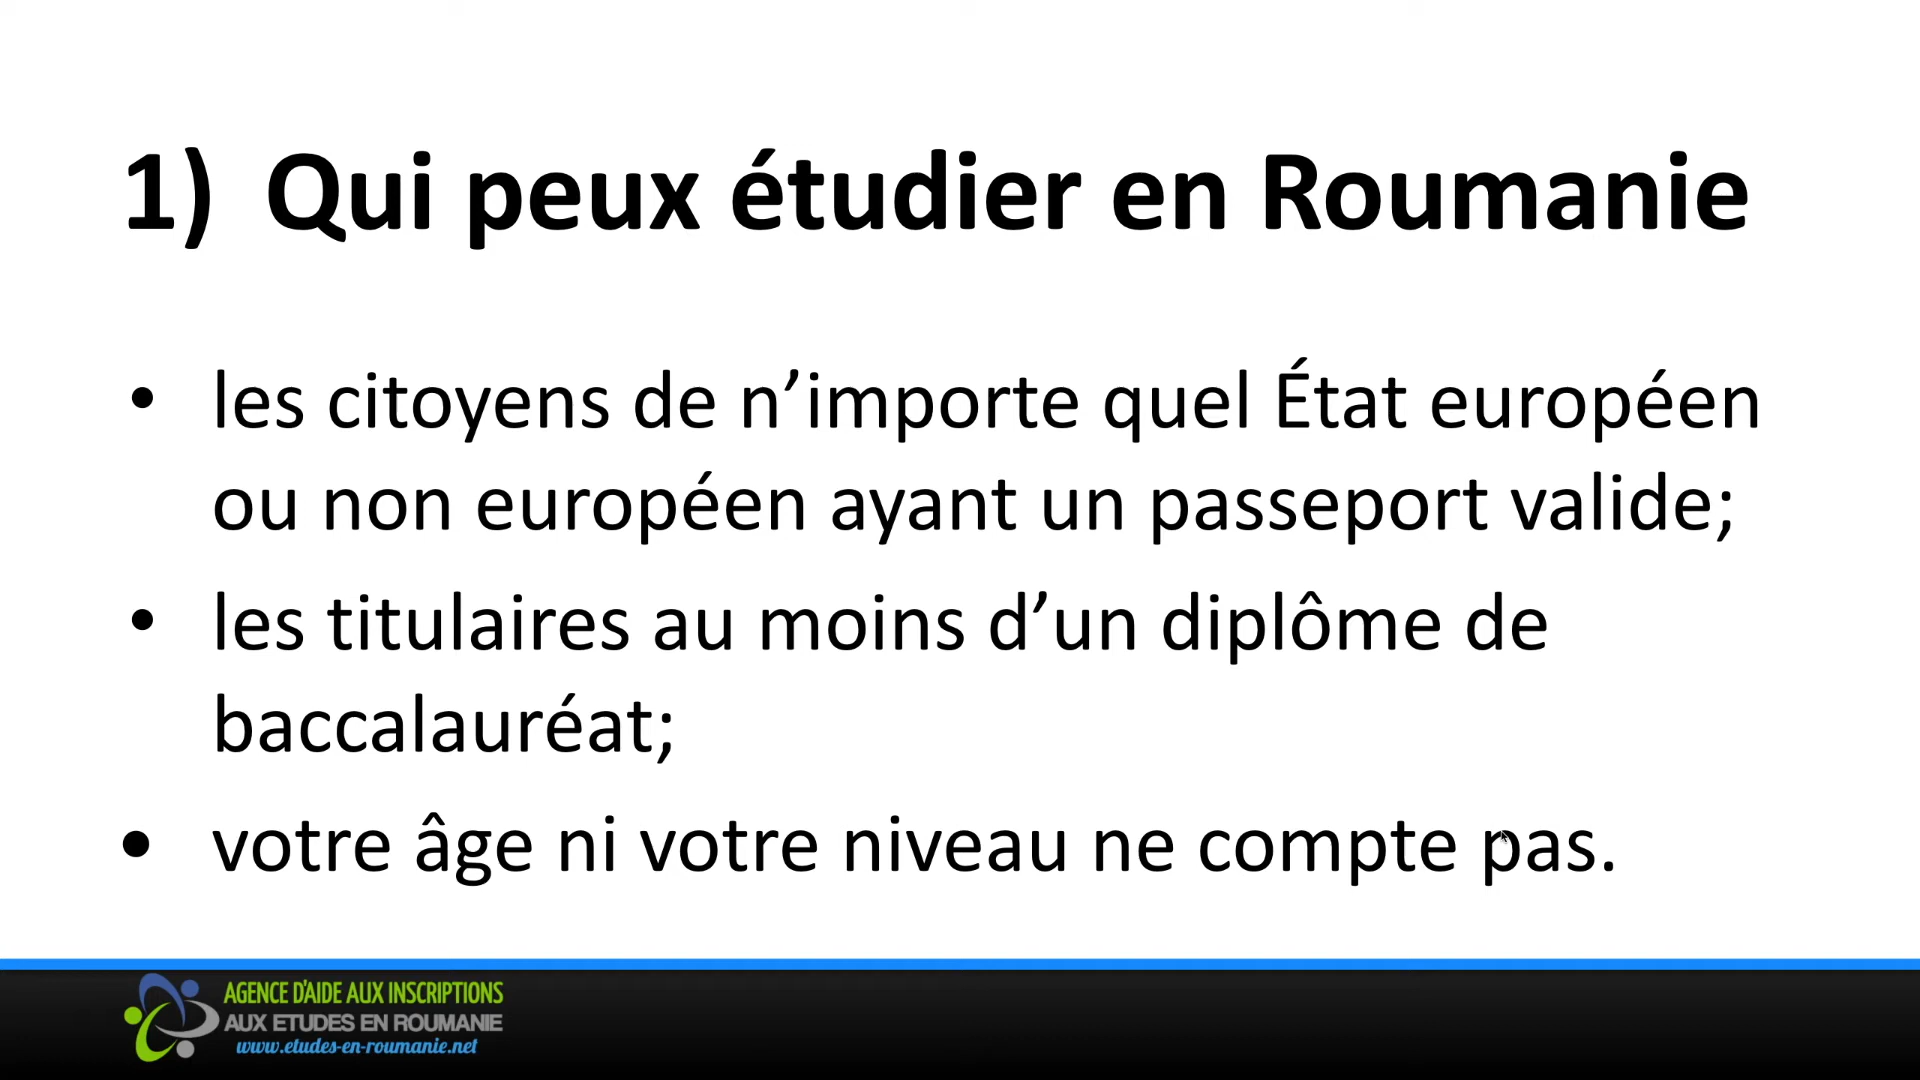 1) Qui peux étudier en Roumanie
• les citoyens de n’importe quel État européen
ou non européen ayant un passeport valide;
• les titulaires au moins d’un diplôme de
baccalauréat;
• votre âge ni votre niveau ne compte pas.
AGENCE D'AIDE AUX INSCRIPTIONS
AUX ETUDES EN ROUMANIE
www.etudes-en-roumanie.net